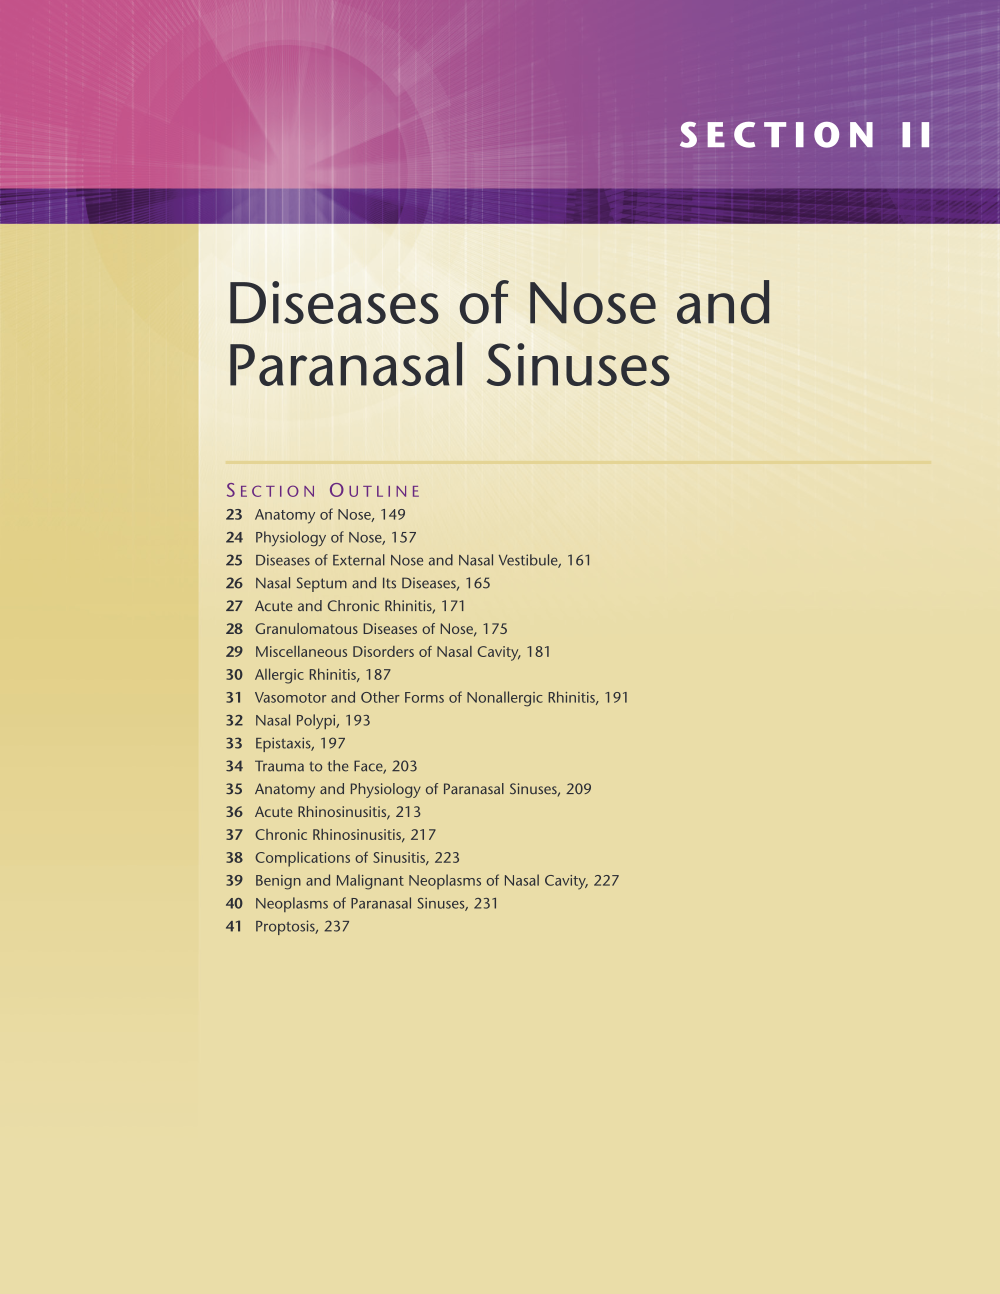 SECTION II
Diseases of Nose and
Paranasal Sinuses
SECTION OUTLINE
23 Anatomy of Nose, 149
24 Physiology of Nose, 157
25 Diseases of External Nose and Nasal Vestibule, 161
26 Nasal Septum and Its Diseases, 165
27 Acute and Chronic Rhinitis, 171
28 Granulomatous Diseases of Nose, 175
29 Miscellaneous Disorders of Nasal Cavity, 181
30 Allergic Rhinitis, 187
31 Vasomotor and Other Forms of Nonallergic Rhinitis, 191
32 Nasal Polypi, 193
33 Epistaxis, 197
34 Trauma to the Face, 203
35 Anatomy and Physiology of Paranasal Sinuses, 209
36 Acute Rhinosinusitis, 213
37 Chronic Rhinosinusitis, 217
38 Complications of Sinusitis, 223
39 Benign and Malignant Neoplasms of Nasal Cavity, 227
40 Neoplasms of Paranasal Sinuses, 231
41 Proptosis, 237